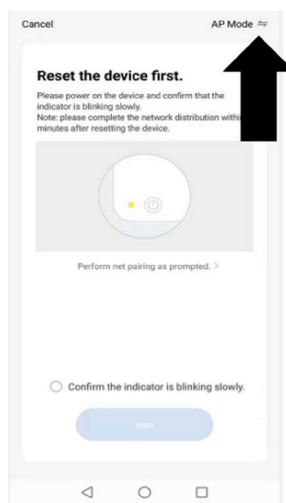 Cancel
AP Mode
Reset the device first.
Please power on the device and confirm that the
indicator is blinking slowly.
Note: please complete the network distribution
minutes after resetting the device.
Perform net pairing as prompted.
Confirm the indicator is blinking slowly.
Next